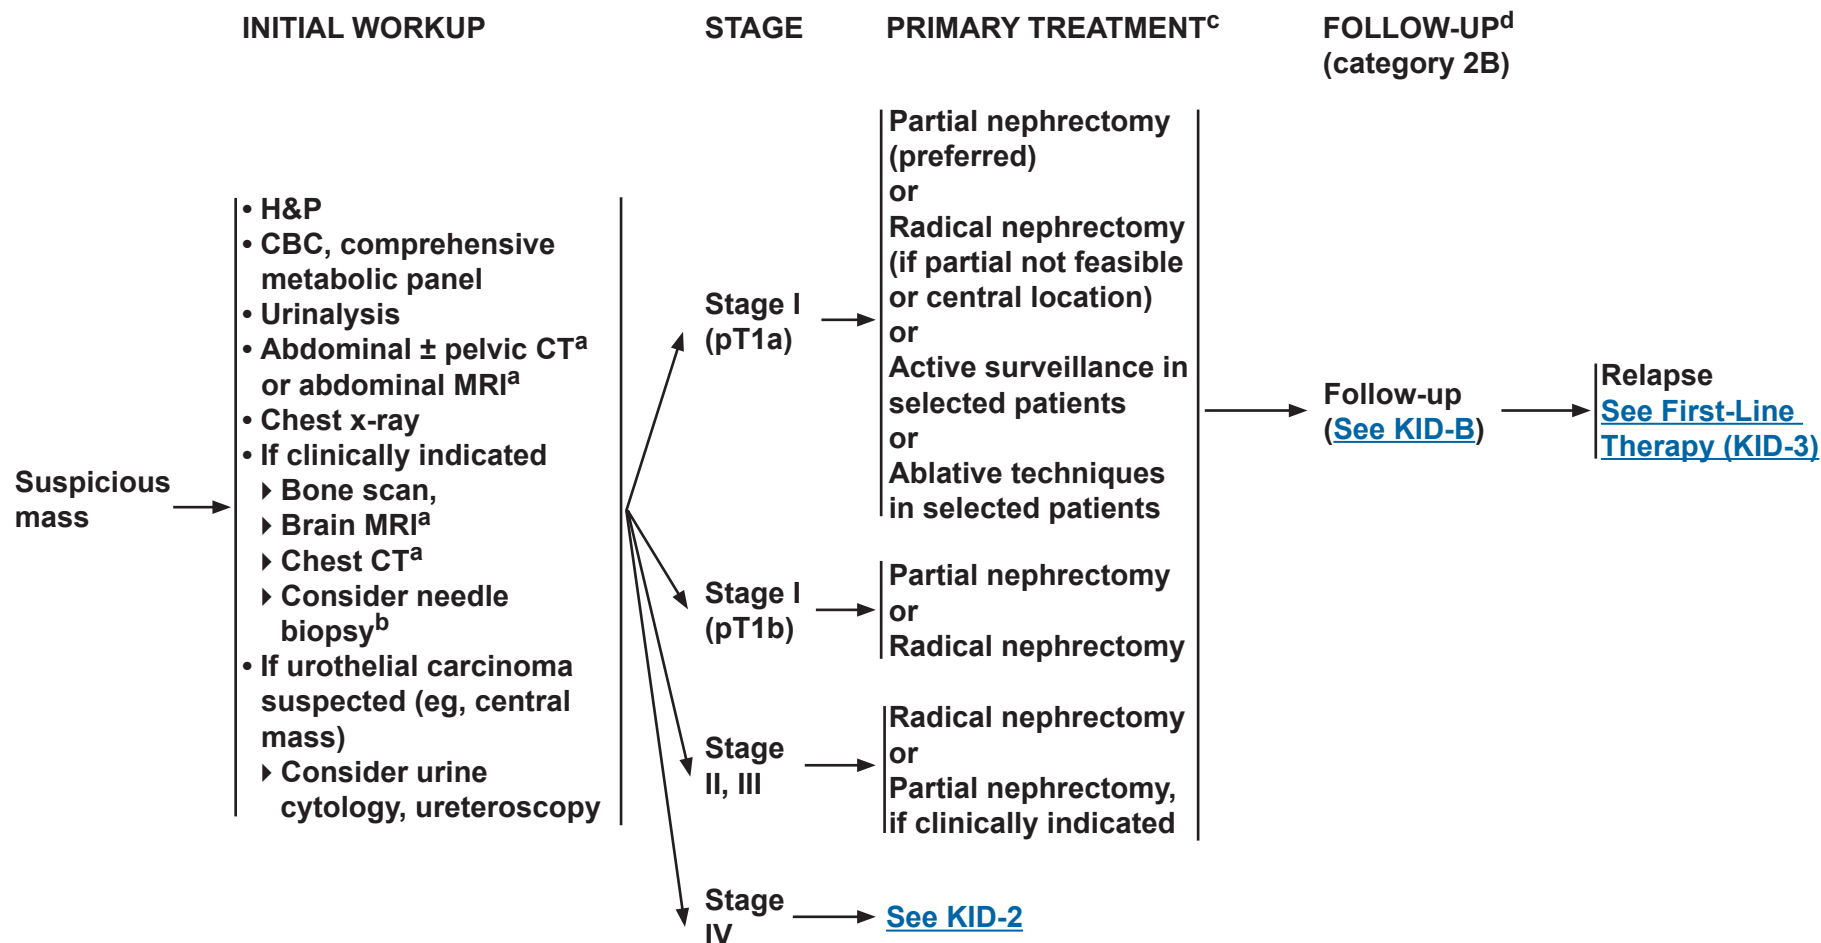 INITIAL WORKUP
STAGE
PRIMARY TREATMENTᶜ
FOLLOW-UPᵈ
(category 2B)
Suspicious
mass
• H&P
• CBC, comprehensive
metabolic panel
• Urinalysis
• Abdominal ± pelvic CTᵃ
or abdominal MRIᵃ
• Chest x-ray
• If clinically indicated
▸ Bone scan,
▸ Brain MRIᵃ
▸ Chest CTᵃ
▸ Consider needle
biopsyᵇ
• If urothelial carcinoma
suspected (eg, central
mass)
▸ Consider urine
cytology, ureteroscopy
Stage I
(pT1a)
Partial nephrectomy
(preferred)
or
Radical nephrectomy
(if partial not feasible
or central location)
or
Active surveillance in
selected patients
or
Ablative techniques
in selected patients
Stage I
(pT1b)
Partial nephrectomy
or
Radical nephrectomy
Stage
II, III
Radical nephrectomy
or
Partial nephrectomy,
if clinically indicated
Stage
IV
See KID-2
Follow-up
(See KID-B)
Relapse
See First-Line
Therapy (KID-3)